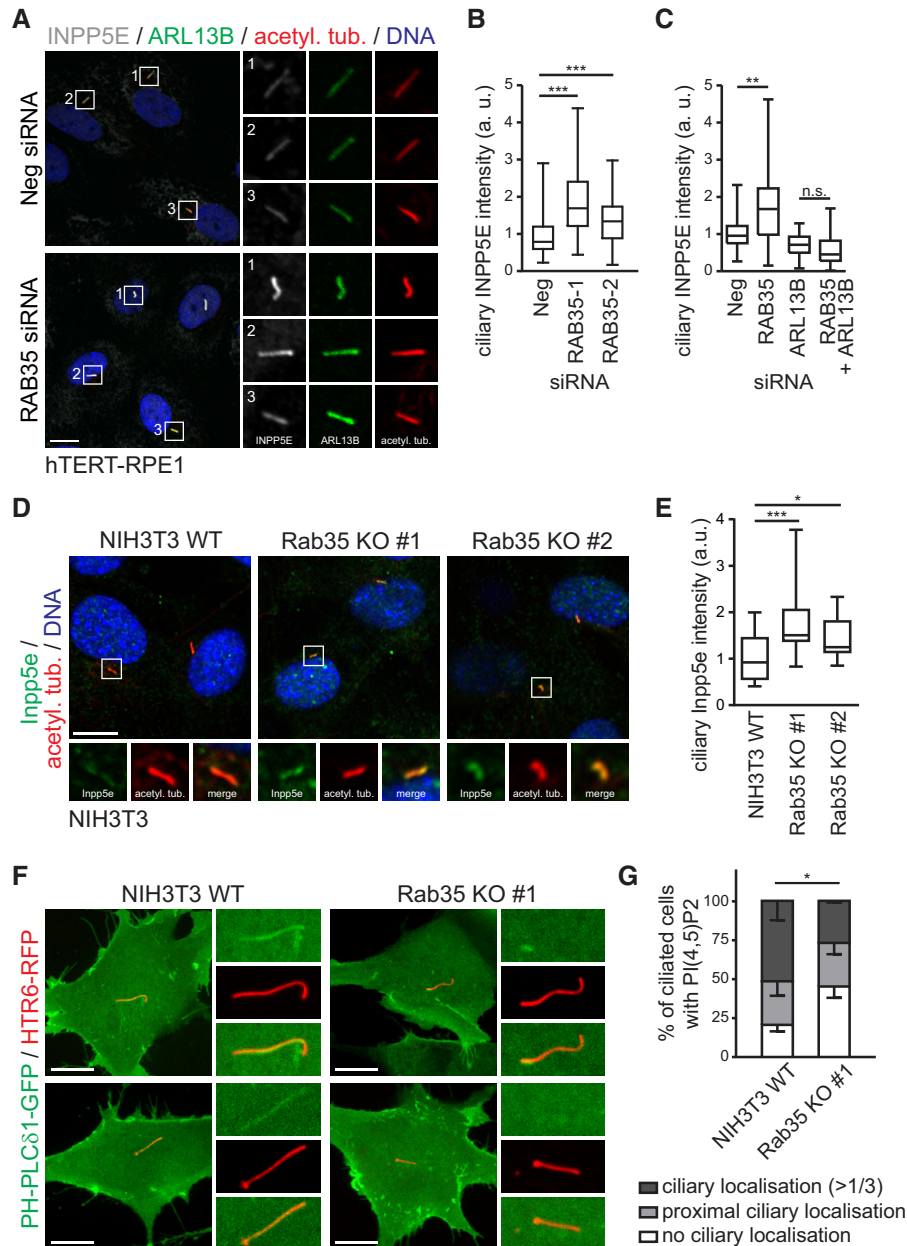 A
INPP5E / ARL13B / acetyl. tub. / DNA
Neg siRNA
1
2
3
1
2
3
RAB35 siRNA
1
2
3
1
2
3
INPP5E
ARL13B
acetyl. tub.
hTERT-RPE1
B
ciliary INPP5E intensity (a. u.)
5
4
3
2
1
0
***
***
Neg
RAB35-1
RAB35-2
siRNA
C
ciliary INPP5E intensity (a. u.)
5
4
3
2
1
0
**
n.s.
Neg
RAB35
ARL13B
RAB35
+ ARL13B
siRNA
D
NIH3T3 WT
Rab35 KO #1
Rab35 KO #2
Inpp5e /
acetyl. tub. / DNA
Inpp5e
acetyl. tub.
merge
Inpp5e
acetyl. tub.
merge
Inpp5e
acetyl. tub.
merge
NIH3T3
E
ciliary Inpp5e intensity (a.u.)
4
3
2
1
0
*
***
NIH3T3 WT
Rab35 KO #1
Rab35 KO #2
F
NIH3T3 WT
Rab35 KO #1
PH-PLCδ1-GFP / HTR6-RFP
G
% of ciliated cells
with PI(4,5)P2
100
75
50
25
0
*
NIH3T3 WT
Rab35 KO #1
ciliary localisation (>1/3)
proximal ciliary localisation
no ciliary localisation